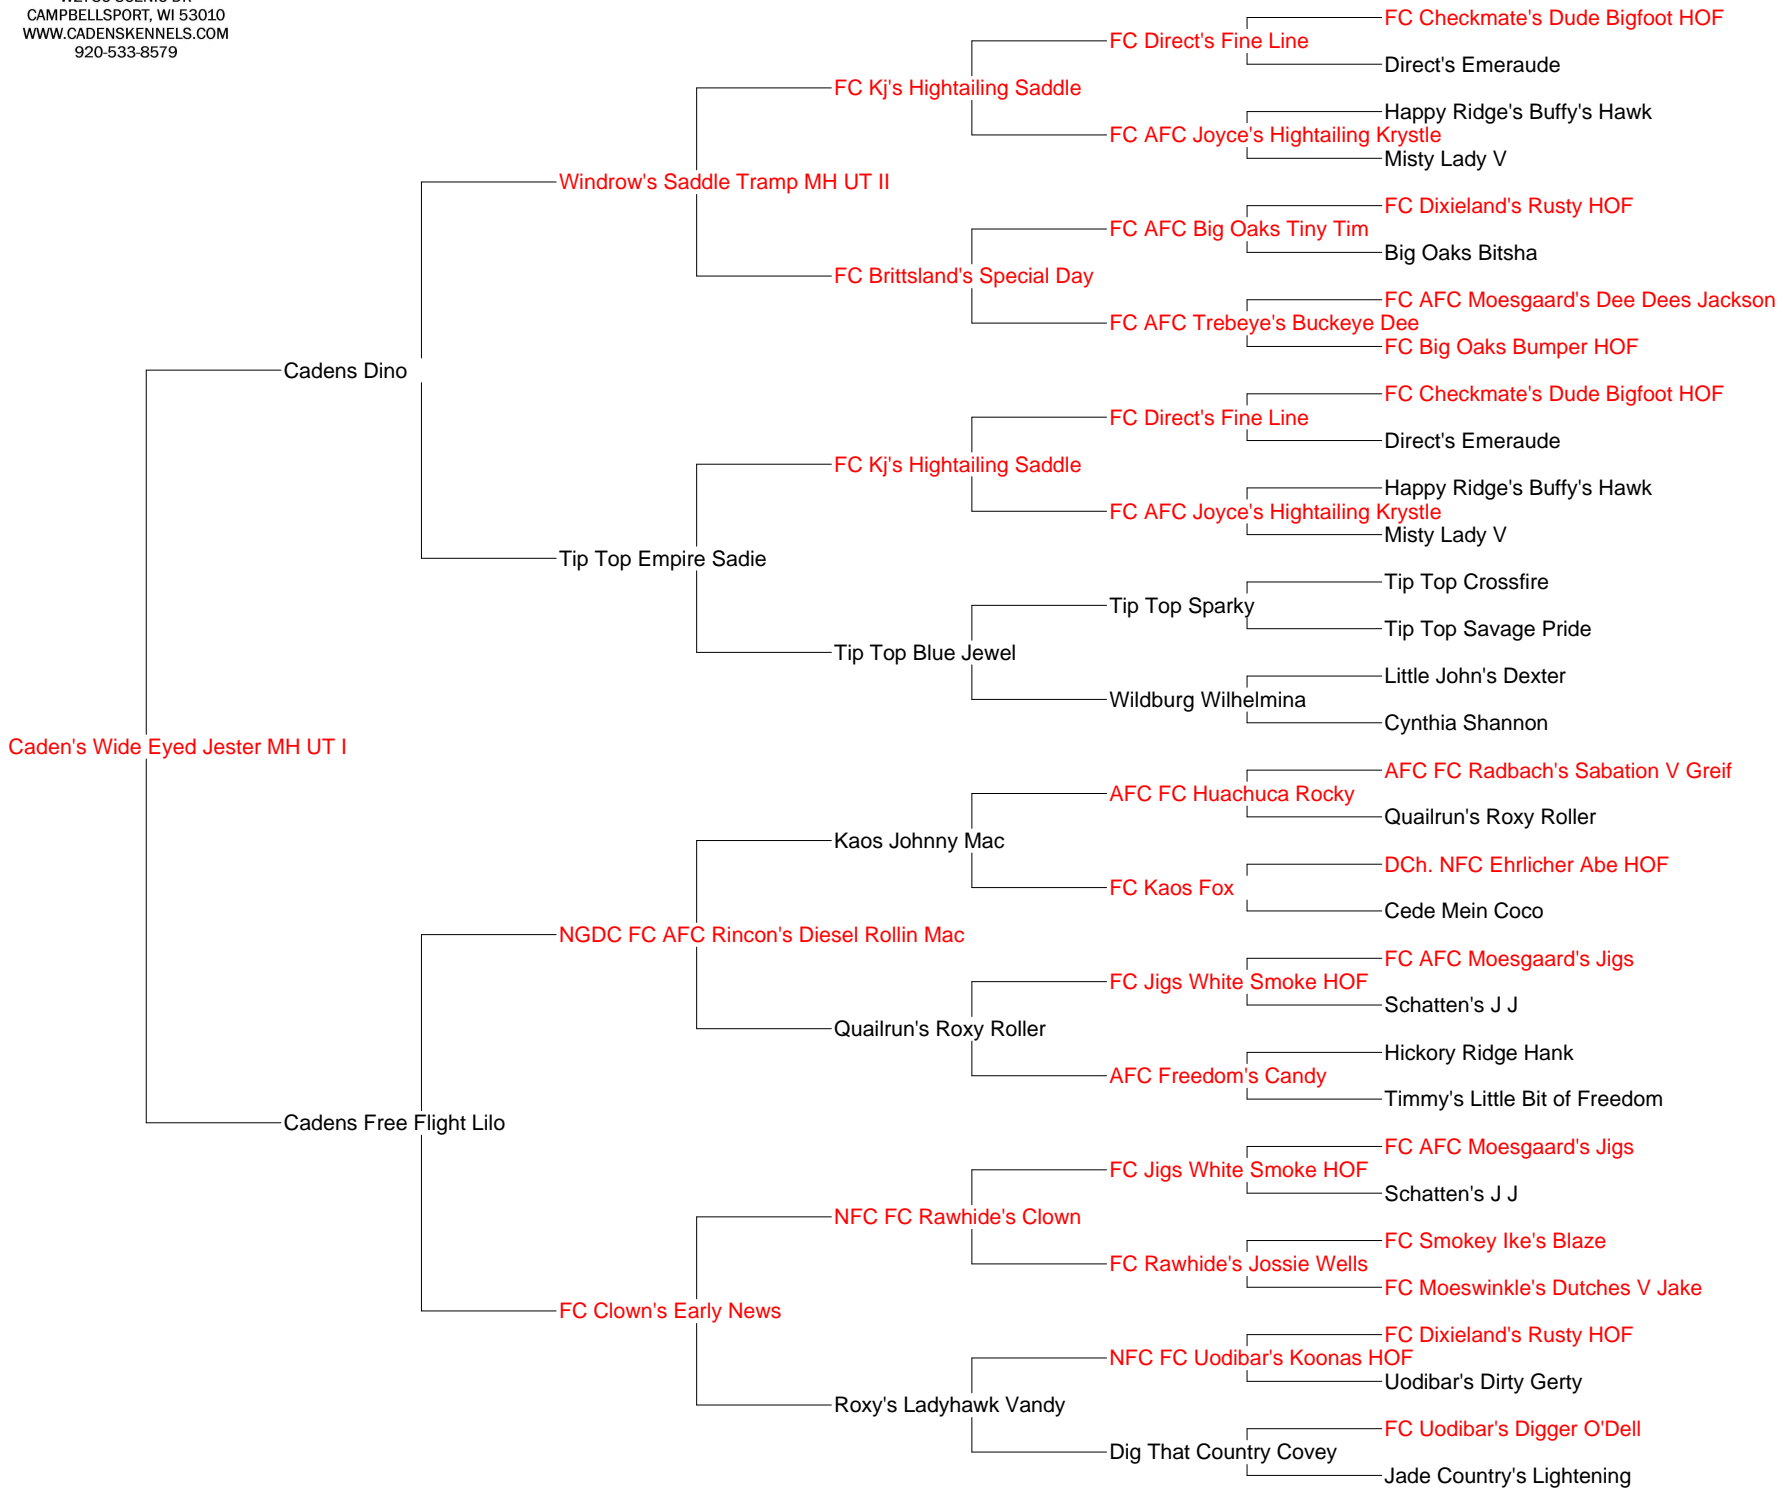 CAMPBELLSPORT, WI 53010
WWW.CADENSKENNELS.COM
920-533-8579
FC Checkmate's Dude Bigfoot HOF
FC Direct's Fine Line
Direct's Emeraude
FC Kj's Hightailing Saddle
Happy Ridge's Buffy's Hawk
FC AFC Joyce's Hightailing Krystle
Misty Lady V
Windrow's Saddle Tramp MH UT II
FC Dixieland's Rusty HOF
FC AFC Big Oaks Tiny Tim
Big Oaks Bitsha
FC Brittsland's Special Day
FC AFC Moesgaard's Dee Dees Jackson
FC AFC Trebeye's Buckeye Dee
FC Big Oaks Bumper HOF
Cadens Dino
FC Checkmate's Dude Bigfoot HOF
FC Direct's Fine Line
Direct's Emeraude
FC Kj's Hightailing Saddle
Happy Ridge's Buffy's Hawk
FC AFC Joyce's Hightailing Krystle
Misty Lady V
Tip Top Empire Sadie
Tip Top Crossfire
Tip Top Sparky
Tip Top Savage Pride
Tip Top Blue Jewel
Little John's Dexter
Wildburg Wilhelmina
Cynthia Shannon
Caden's Wide Eyed Jester MH UT I
AFC FC Radbach's Sabation V Greif
AFC FC Huachuca Rocky
Quailrun's Roxy Roller
Kaos Johnny Mac
DCh. NFC Ehrlicher Abe HOF
FC Kaos Fox
Cede Mein Coco
NGDC FC AFC Rincon's Diesel Rollin Mac
FC AFC Moesgaard's Jigs
FC Jigs White Smoke HOF
Schatten's J J
Quailrun's Roxy Roller
Hickory Ridge Hank
AFC Freedom's Candy
Timmy's Little Bit of Freedom
Cadens Free Flight Lilo
FC AFC Moesgaard's Jigs
FC Jigs White Smoke HOF
Schatten's J J
NFC FC Rawhide's Clown
FC Smokey Ike's Blaze
FC Rawhide's Jossie Wells
FC Moeswinkle's Dutches V Jake
FC Clown's Early News
FC Dixieland's Rusty HOF
NFC FC Uodibar's Koonas HOF
Uodibar's Dirty Gerty
Roxy's Ladyhawk Vandy
FC Uodibar's Digger O'Dell
Dig That Country Covey
Jade Country's Lightening